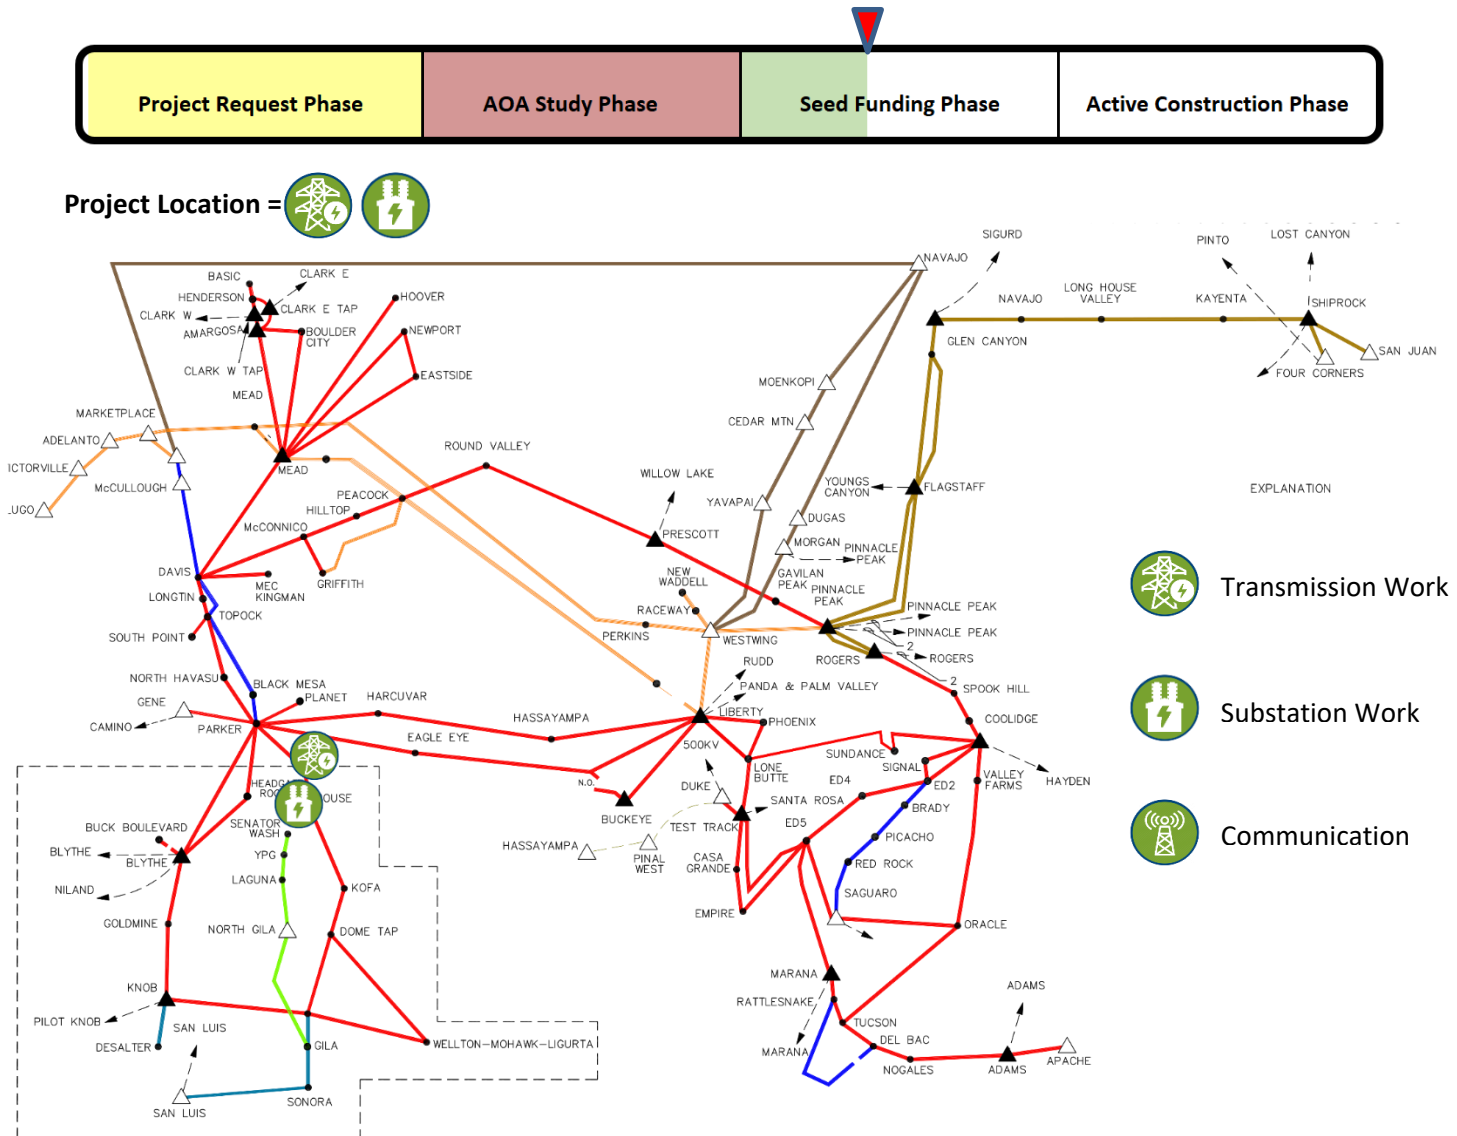 Project Request Phase
AOA Study Phase
Seed Funding Phase
Active Construction Phase
Project Location =
SIGURD
PINTO
LOST CANYON
NAVAJO
BASIC
CLARK E
HENDERSON
HOOVER
CLARK E TAP
CLARK W
AMARGOSA
BOULDER
CITY
NEWPORT
CLARK W TAP
EASTSIDE
MEAD
NAVAJO
LONG HOUSE
VALLEY
KAYENTA
SHIPROCK
GLEN CANYON
SAN JUAN
FOUR CORNERS
MOENKOPI
CEDAR MTN
MARKETPLACE
ADELANTO
ICTORVILLE
McCULLOUGH
LUGO
MEAD
ROUND VALLEY
WILLOW LAKE
PEACOCK
HILLTOP
McCONNICO
YAVAPAI
DUGAS
YOUNGS
CANYON
FLAGSTAFF
EXPLANATION
PRESCOTT
MORGAN
PINNACLE
PEAK
DAVIS
MEC
KINGMAN
GRIFFITH
NEW
WADDELL
GAVILAN
PEAK
PINNACLE
PEAK
Transmission Work
LONGTIN
TOPOCK
RACEWAY
PINNACLE PEAK
SOUTH POINT
PERKINS
WESTWING
PINNACLE PEAK
2
ROGERS
ROGERS
NORTH HAVASU
BLACK MESA
RUDD
2
SPOOK HILL
GENE
PLANET
HARCUVAR
PANDA & PALM VALLEY
CAMINO
PARKER
HASSAYAMPA
LIBERTY
PHOENIX
COOLIDGE
Substation Work
EAGLE EYE
500KV
SUNDANCE
SIGNAL
LONE
BUTTE
HAYDEN
VALLEY
FARMS
N.O.
DUKE
ED4
ED2
OUSE
BUCKEYE
SANTA ROSA
BRADY
SENATOR
WASH
BUCK BOULEVARD
TEST TRACK
ED5
PICACHO
Communication
BLYTHE
BLYTHE
YPG
HASSAYAMPA
PINAL
WEST
CASA
GRANDE
RED ROCK
NILAND
LAGUNA
KOFA
SAGUARO
GOLDMINE
NORTH GILA
DOME TAP
EMPIRE
ORACLE
KNOB
MARANA
ADAMS
PILOT KNOB
SAN LUIS
RATTLESNAKE
TUCSON
DESALTER
GILA
WELLTON-MOHAWK-LIGURTA
MARANA
DEL BAC
NOGALES
ADAMS
APACHE
SAN LUIS
SONORA